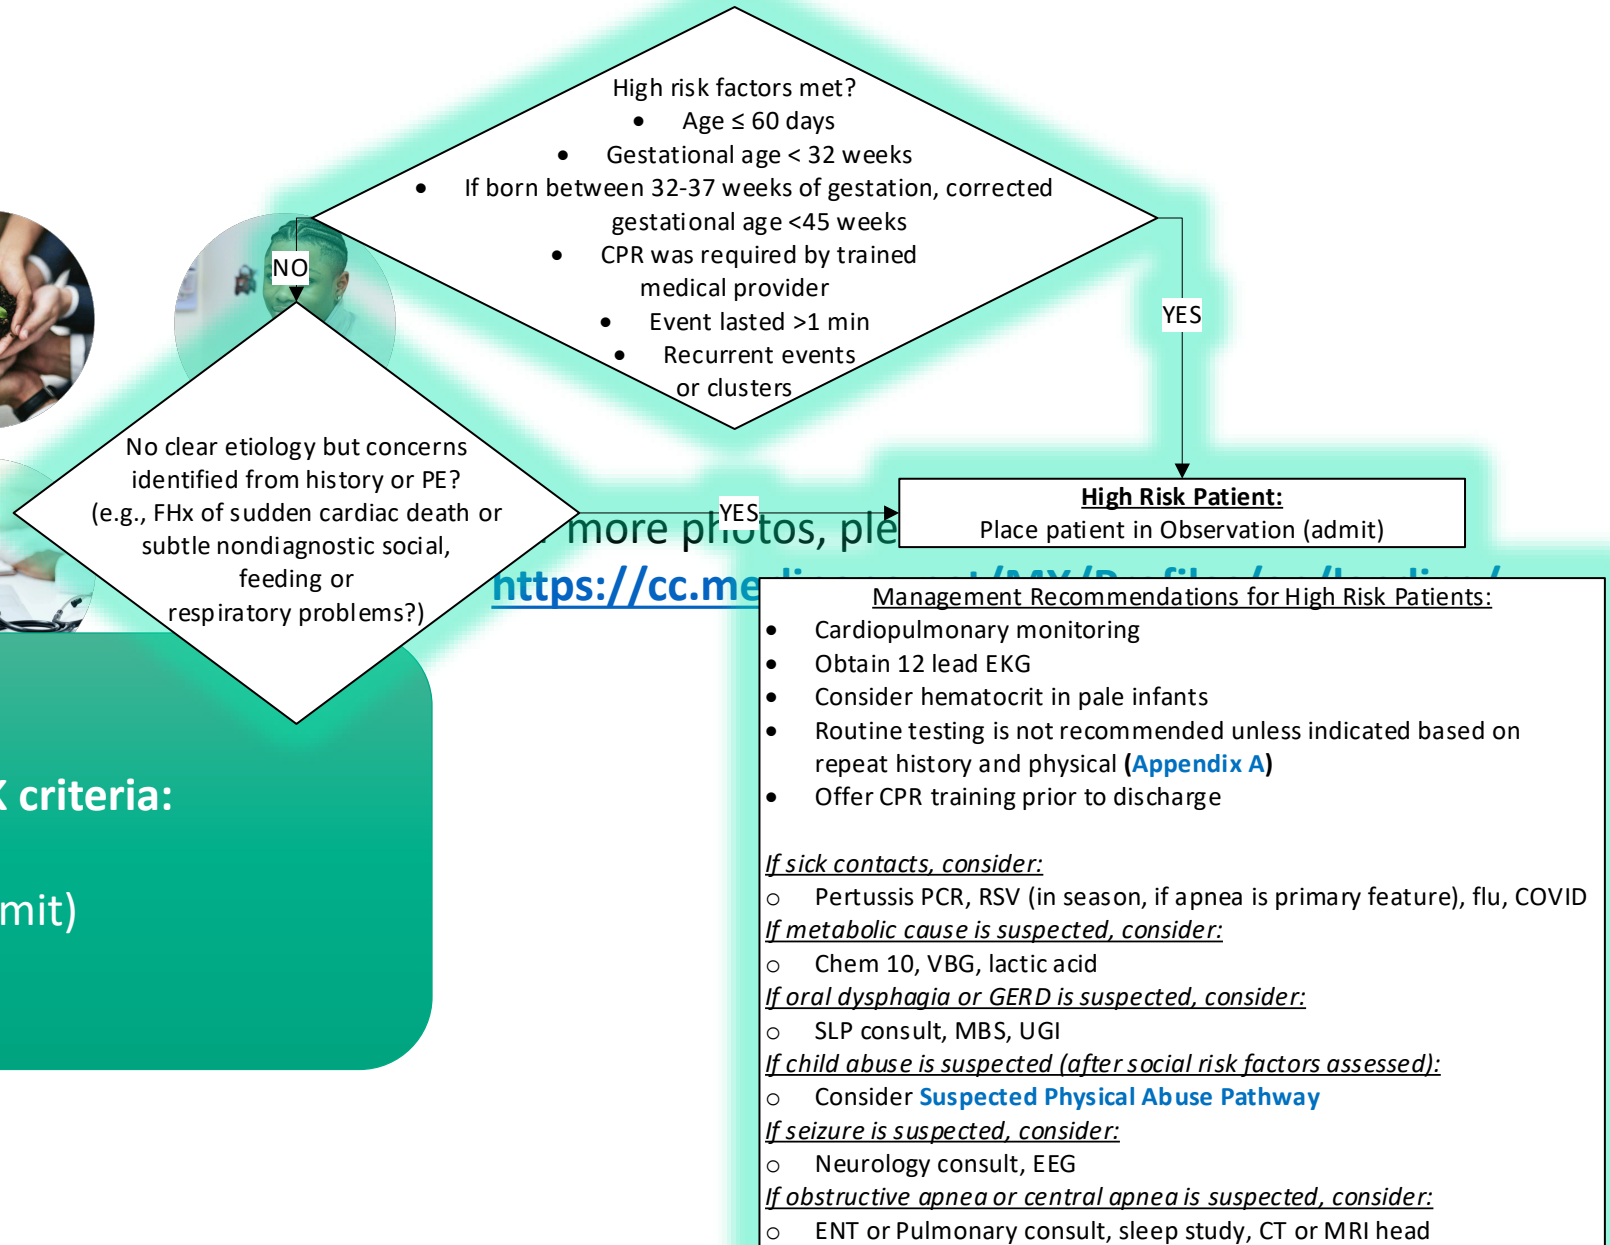 High risk factors met?
• Age ≤ 60 days
• Gestational age < 32 weeks
• If born between 32-37 weeks of gestation, corrected
gestational age <45 weeks
• CPR was required by trained
medical provider
• Event lasted >1 min
• Recurrent events
or clusters
NO
YES
No clear etiology but concerns
identified from history or PE?
(e.g., FHx of sudden cardiac death or
subtle nondiagnostic social,
feeding or
respiratory problems?)
YES
High Risk Patient:
Place patient in Observation (admit)
more photos, ple
https://cc.me
Management Recommendations for High Risk Patients:
• Cardiopulmonary monitoring
• Obtain 12 lead EKG
• Consider hematocrit in pale infants
• Routine testing is not recommended unless indicated based on
repeat history and physical (Appendix A)
• Offer CPR training prior to discharge
If sick contacts, consider:
o Pertussis PCR, RSV (in season, if apnea is primary feature), flu, COVID
If metabolic cause is suspected, consider:
o Chem 10, VBG, lactic acid
If oral dysphagia or GERD is suspected, consider:
o SLP consult, MBS, UGI
If child abuse is suspected (after social risk factors assessed):
o Consider Suspected Physical Abuse Pathway
If seizure is suspected, consider:
o Neurology consult, EEG
If obstructive apnea or central apnea is suspected, consider:
o ENT or Pulmonary consult, sleep study, CT or MRI head
criteria:
mit)